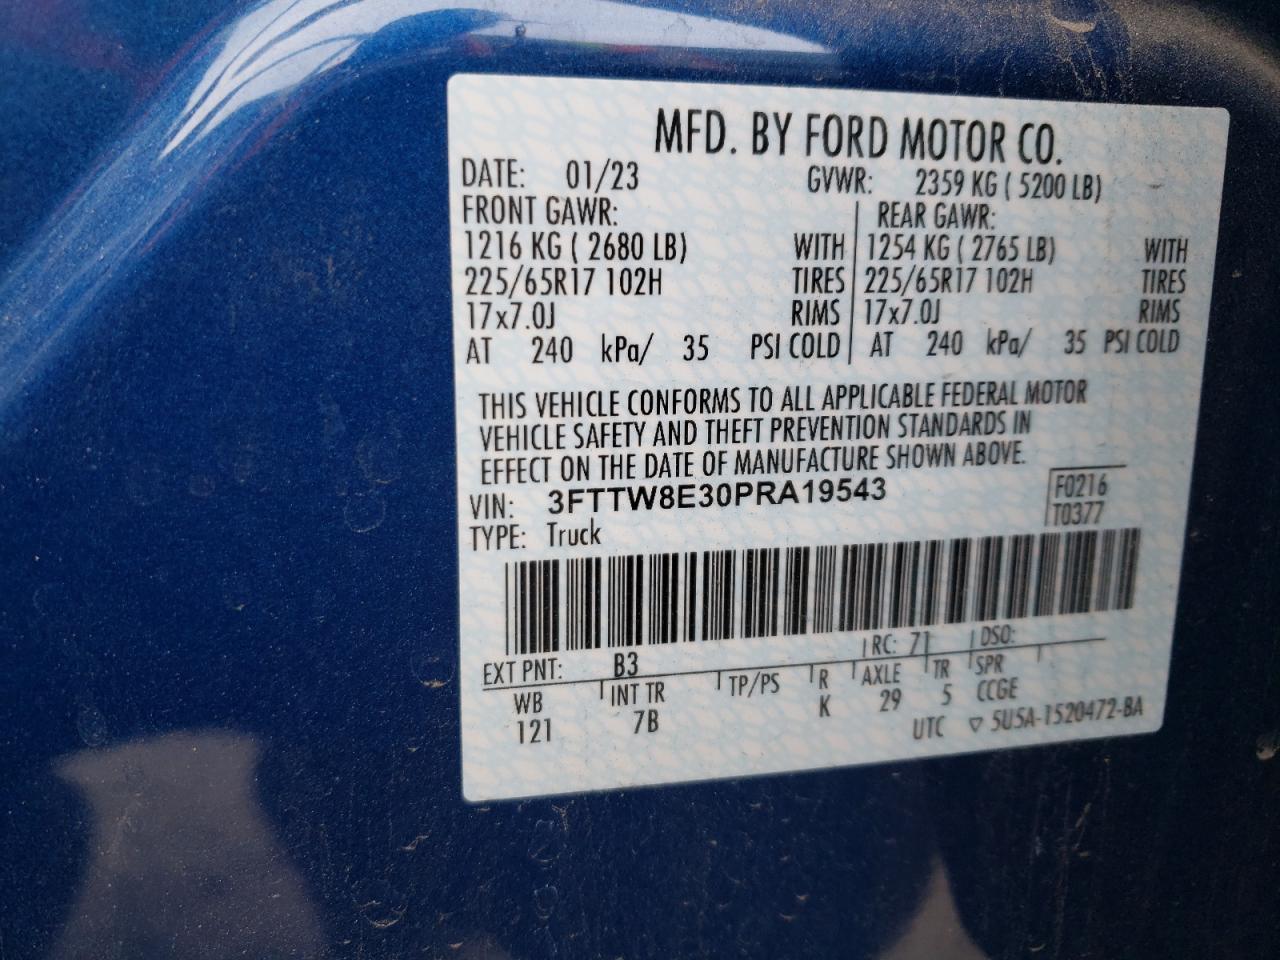 MFD. BY FORD MOTOR CO.
DATE: 01/23 GVWR: 2359 KG ( 5200 LB)
FRONT GAWR: REAR GAWR:
1216 KG ( 2680 LB) WITH 1254 KG ( 2765 LB) WITH
225/65R17 102H TIRES 225/65R17 102H TIRES
17x7.0J RIMS 17x7.0J RIMS
AT 240 kPa/ 35 PSI COLD AT 240 kPa/ 35 PSI COLD
THIS VEHICLE CONFORMS TO ALL APPLICABLE FEDERAL MOTOR
VEHICLE SAFETY AND THEFT PREVENTION STANDARDS IN
EFFECT ON THE DATE OF MANUFACTURE SHOWN ABOVE.
VIN: 3FTTW8E30PRA19543 F0216
TYPE: Truck T0377
EXT PNT: B3 RC: 71 DSO:
WB INT TR TP/PS R AXLE TR SPR
121 7B K 29 5 CCGE
UTC ▽ 5U5A-1520472-BA